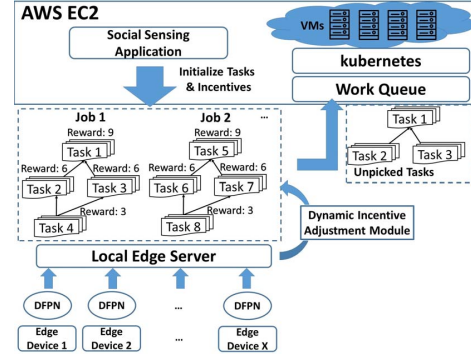 AWS EC2
Social Sensing
Application
VMs
kubernetes
Work Queue
Initialize Tasks
& Incentives
Job 1
Job 2
...
Reward: 9
Task 1
Reward: 6
Reward: 6
Task 2
Task 3
Reward: 3
Task 4
Reward: 9
Task 5
Reward: 6
Reward: 6
Task 6
Task 7
Reward: 3
Task 8
Task 1
Task 2
Task 3
Unpicked Tasks
Dynamic Incentive
Adjustment Module
Local Edge Server
DFPN
DFPN
...
DFPN
Edge
Device 1
Edge
Device 2
...
Edge
Device X